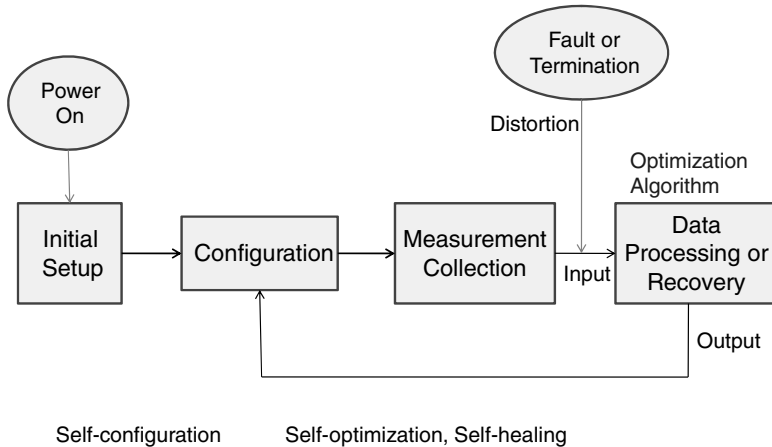 Fault or
Termination
Power
On
Distortion
Optimization
Algorithm
Initial
Setup
Configuration
Measurement
Collection
Input
Data
Processing or
Recovery
Output
Self-configuration
Self-optimization, Self-healing